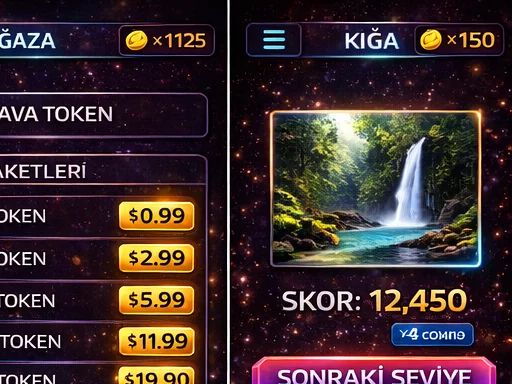 ĞAZA
×1125
AVA TOKEN
AKETLERİ
OKEN
$0.99
OKEN
$2.99
TOKEN
$5.99
TOKEN
$11.99
TOKEN
$19.90
KIĞA
×150
SKOR: 12,450
SONRAKİ SEVİYE